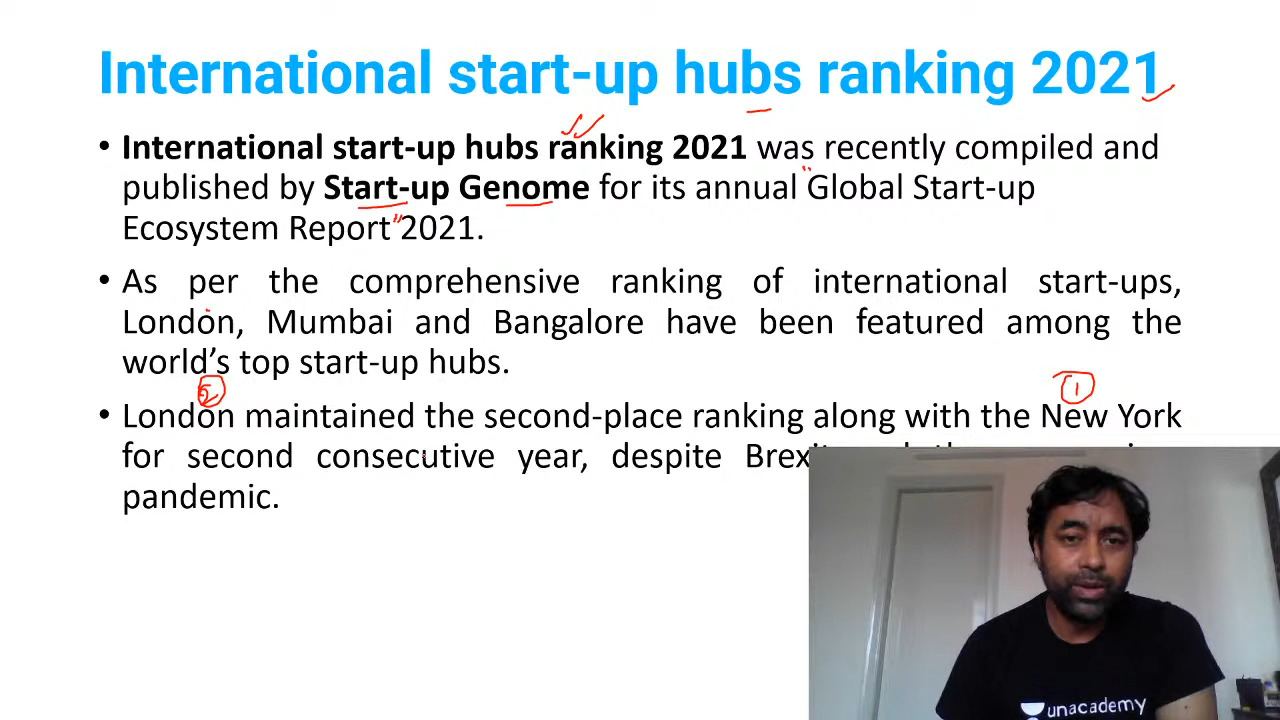 International start-up hubs ranking 2021
• International start-up hubs ranking 2021 was recently compiled and
published by Start-up Genome for its annual "Global Start-up
Ecosystem Report" 2021.
• As per the comprehensive ranking of international start-ups,
London, Mumbai and Bangalore have been featured among the
world's top start-up hubs.
2 1
• London maintained the second-place ranking along with the New York
for second consecutive year, despite
pandemic.
unacademy